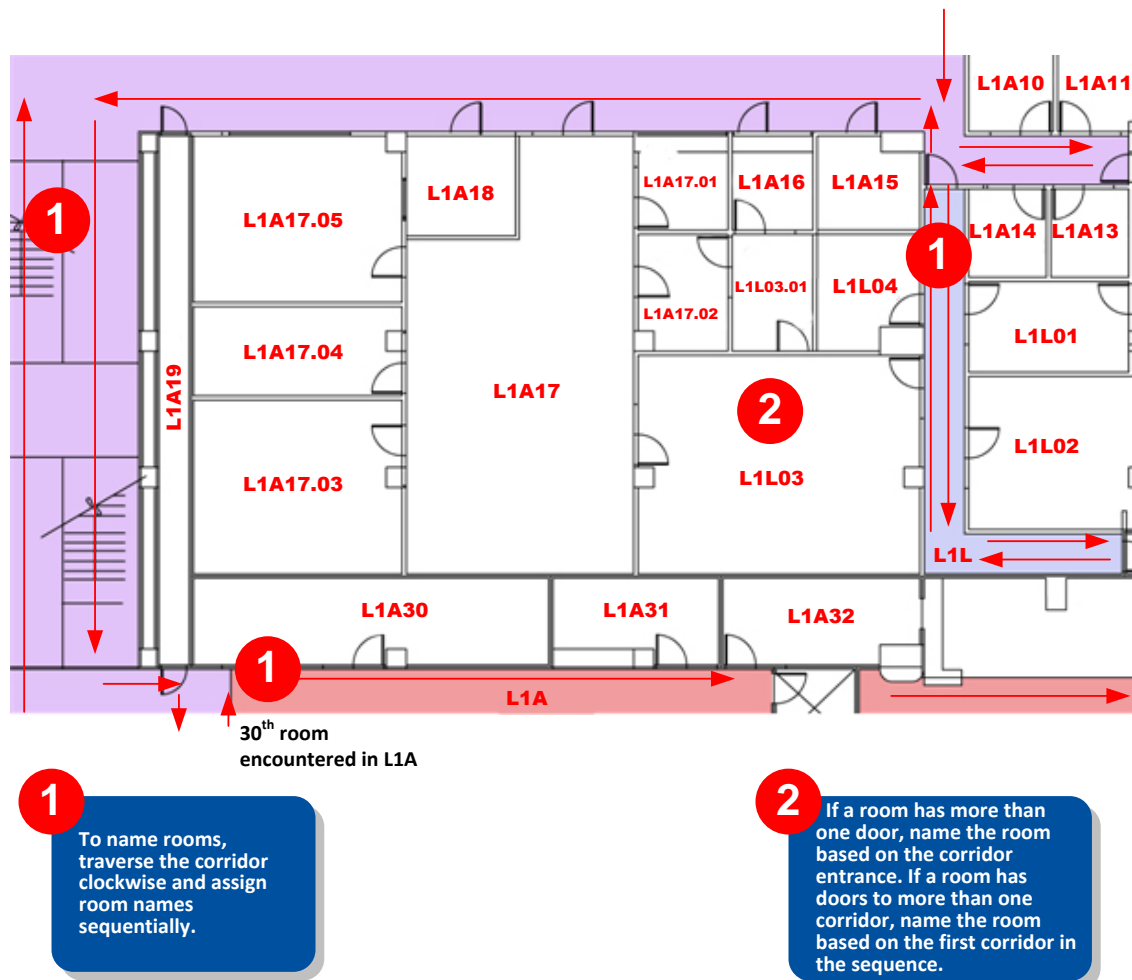 L1A10
L1A11
1
L1A18
L1A17.01
L1A16
L1A15
L1A17.05
L1A14
L1A13
1
L1L03.01
L1L04
L1A17.02
L1L01
L1A17.04
L1A19
L1A17
2
L1A17.03
L1L03
L1L02
L1L
L1A30
L1A31
L1A32
1
L1A
30th room
encountered in L1A
1
To name rooms,
traverse the corridor
clockwise and assign
room names
sequentially.
2
If a room has more than
one door, name the room
based on the corridor
entrance. If a room has
doors to more than one
corridor, name the room
based on the first corridor in
the sequence.